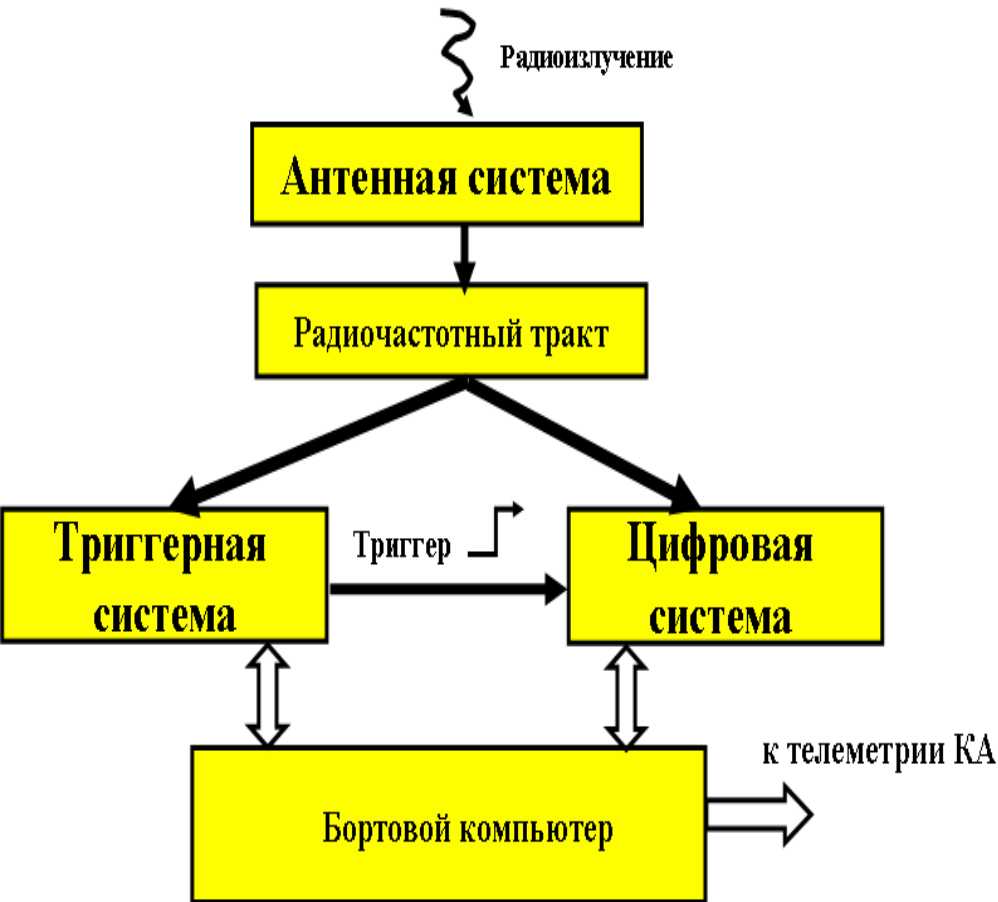 Радиоизлучение
Антенная система
Радиочастотный тракт
Триггерная
система
Триггер
Цифровая
система
к телеметрии КА
Бортовой компьютер